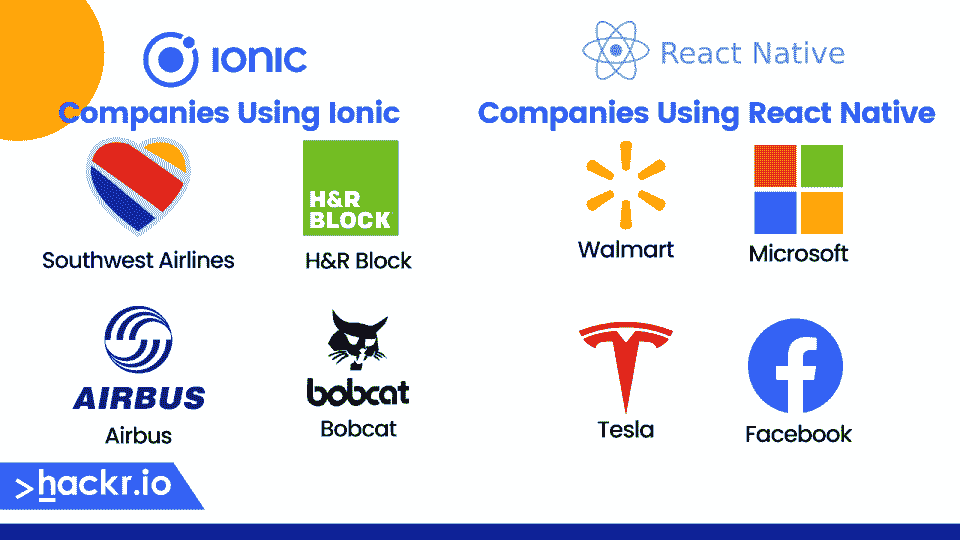 IONIC
Companies Using Ionic
H&R
BLOCK
Southwest Airlines
H&R Block
AIRBUS
Airbus
bobcat
Bobcat
React Native
Companies Using React Native
Walmart
Microsoft
Tesla
Facebook
>hackr.io